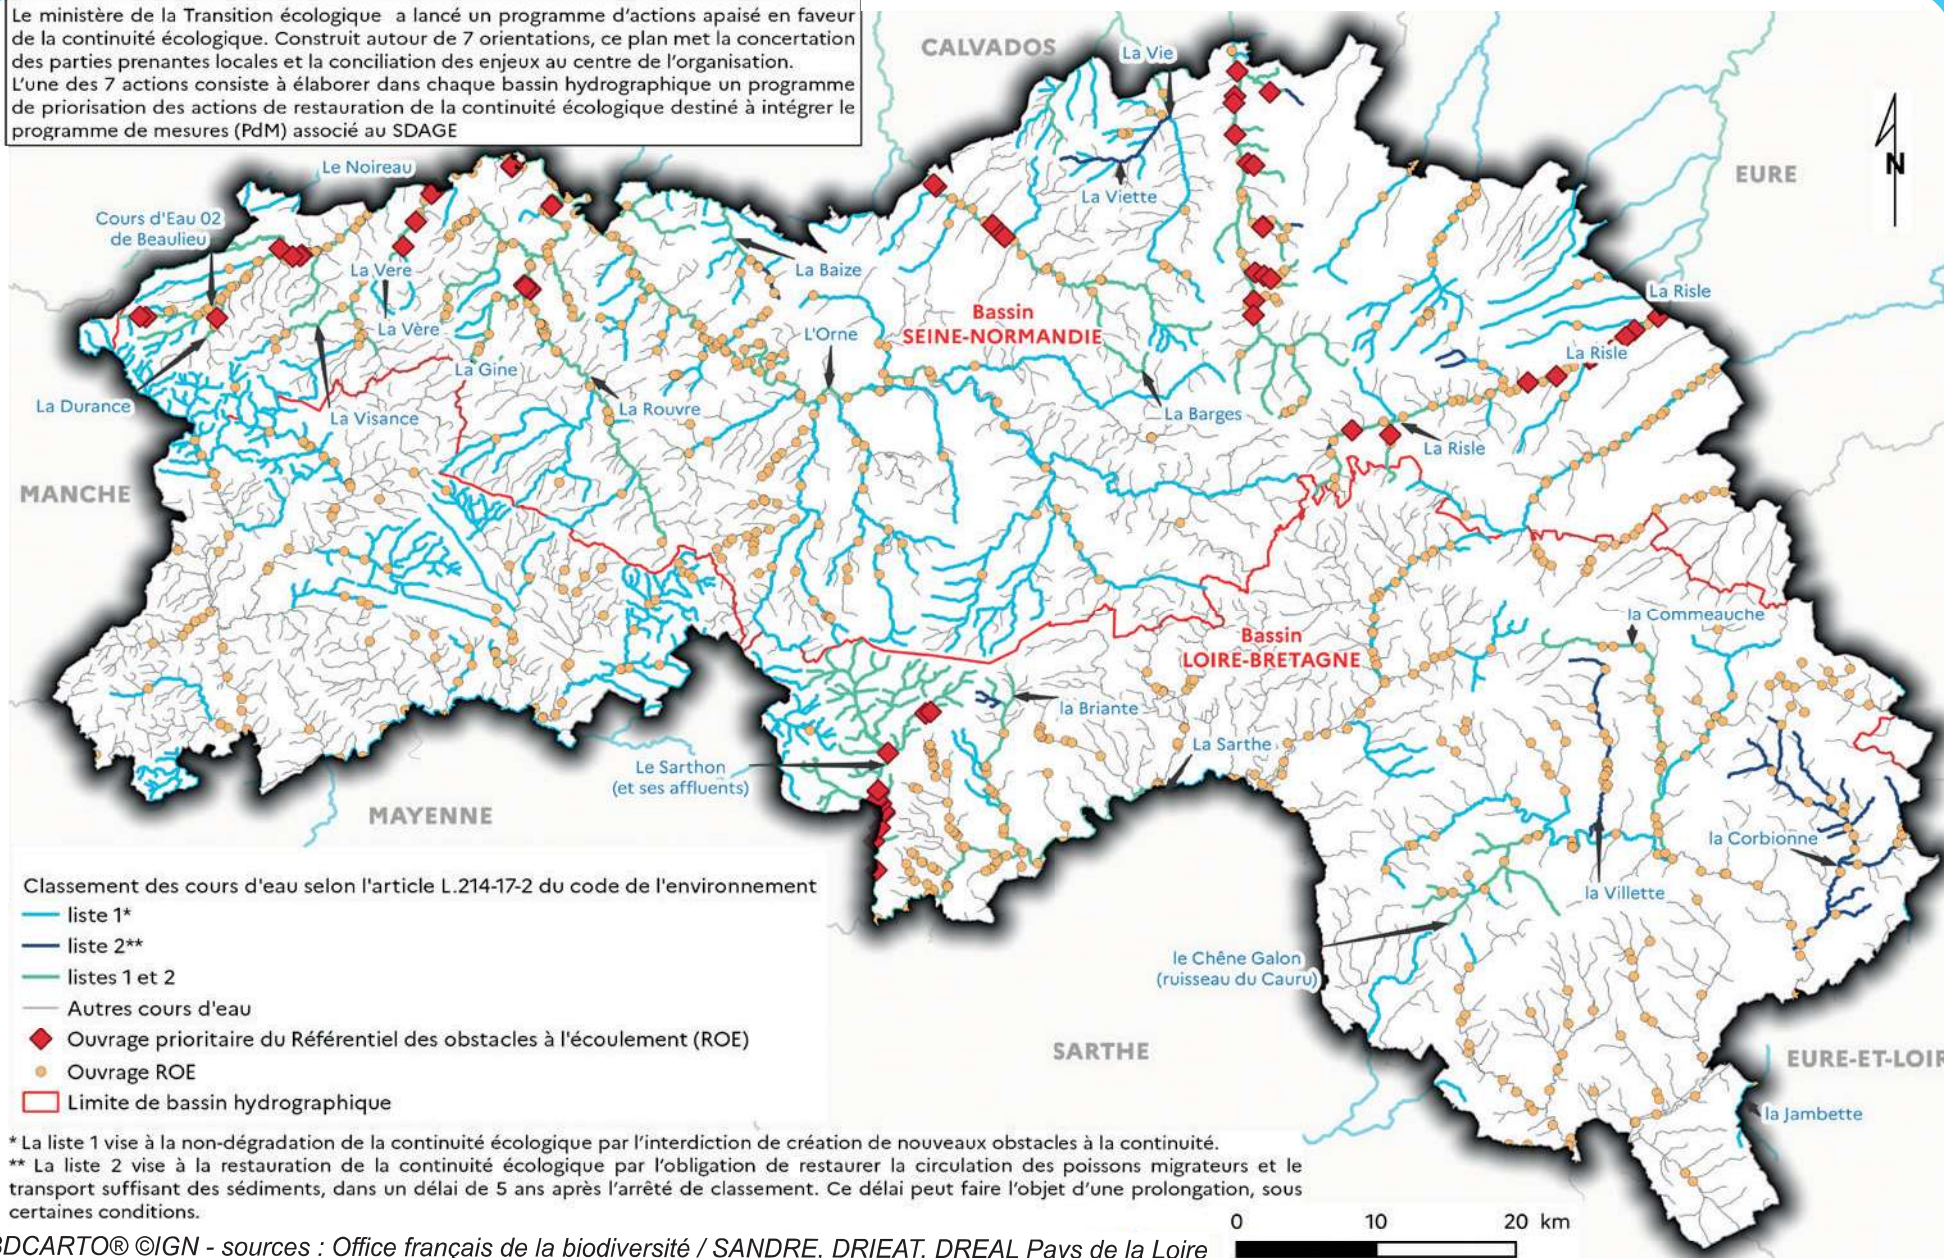 Le ministère de la Transition écologique  a lancé un programme d'actions apaisé en faveur
de la continuité écologique. Construit autour de 7 orientations, ce plan met la concertation
des parties prenantes locales et la conciliation des enjeux au centre de l'organisation.
L'une des 7 actions consiste à élaborer dans chaque bassin hydrographique un programme
de priorisation des actions de restauration de la continuité écologique destiné à intégrer le
programme de mesures (PdM) associé au SDAGE
CALVADOS
La Vie
EURE
N
Le Noireau
La Viette
Cours d'Eau 02
de Beaulieu
La Vere
La Baize
La Risle
Bassin
SEINE-NORMANDIE
La Vère
L'Orne
La Risle
La Gine
La Durance
La Visance
La Rouvre
La Barges
La Risle
MANCHE
la Commeauche
Bassin
LOIRE-BRETAGNE
la Briante
La Sarthe
Le Sarthon
(et ses affluents)
MAYENNE
la Corbionne
la Villette
le Chêne Galon
(ruisseau du Cauru)
SARTHE
EURE-ET-LOIR
la Jambette
Classement des cours d'eau selon l'article L.214-17-2 du code de l'environnement
liste 1*
liste 2**
listes 1 et 2
Autres cours d'eau
Ouvrage prioritaire du Référentiel des obstacles à l'écoulement (ROE)
Ouvrage ROE
Limite de bassin hydrographique
* La liste 1 vise à la non-dégradation de la continuité écologique par l'interdiction de création de nouveaux obstacles à la continuité.
** La liste 2 vise à la restauration de la continuité écologique par l'obligation de restaurer la circulation des poissons migrateurs et le
transport suffisant des sédiments, dans un délai de 5 ans après l'arrêté de classement. Ce délai peut faire l'objet d'une prolongation, sous
certaines conditions.
0 10 20 km
BDCARTO® ©IGN - sources : Office français de la biodiversité / SANDRE, DRIEAT, DREAL Pays de la Loire